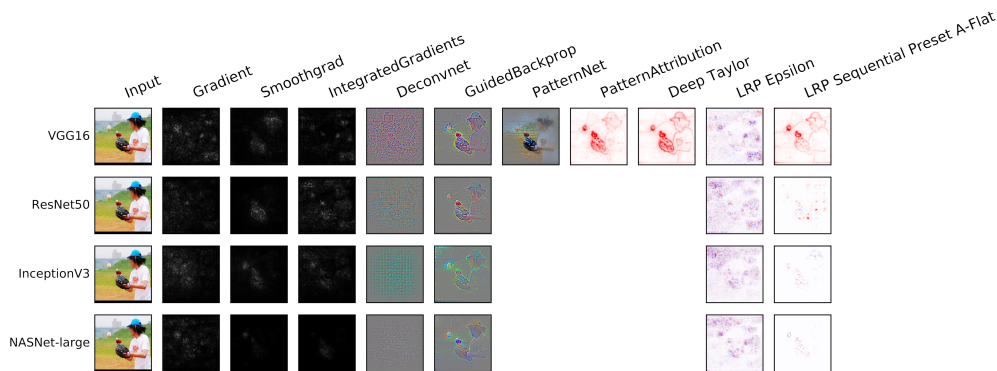 Input
Gradient
Smoothgrad
IntegratedGradients
Deconvnet
GuidedBackprop
PatternNet
PatternAttribution
Deep Taylor
LRP Epsilon
LRP Sequential Preset A-Flat
VGG16
ResNet50
InceptionV3
NASNet-large